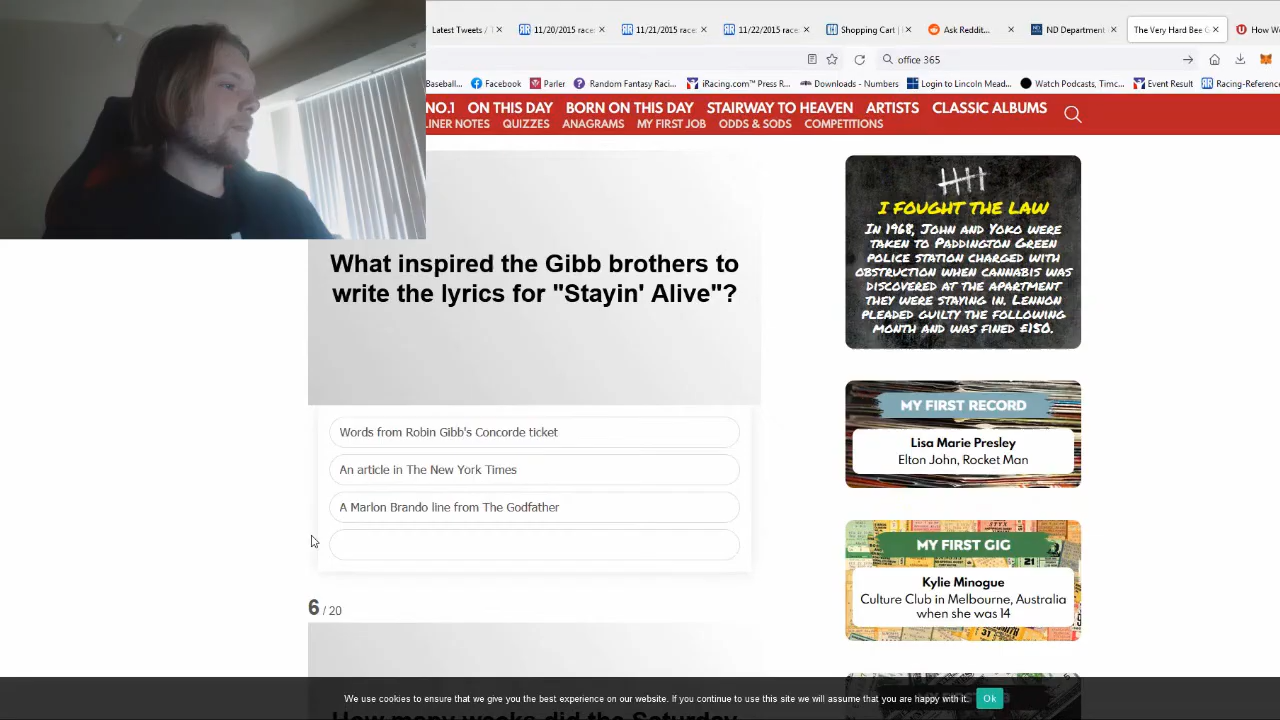 Latest Tweets / 
11/20/2015 race
11/21/2015 race
11/22/2015 race
Shopping Cart |
Ask Reddit...
ND Department
The Very Hard Bee G
How W
office 365
Baseball...
Facebook
Parler
Random Fantasy Raci...
iRacing.com™ Press R...
Downloads - Numbers
Login to Lincoln Mead...
Watch Podcasts, Timc...
Event Result
Racing-Reference
NO.1 ON THIS DAY BORN ON THIS DAY STAIRWAY TO HEAVEN ARTISTS CLASSIC ALBUMS
LINER NOTES QUIZZES ANAGRAMS MY FIRST JOB ODDS & SODS COMPETITIONS
What inspired the Gibb brothers to
write the lyrics for "Stayin' Alive"?
Words from Robin Gibb's Concorde ticket
An article in The New York Times
A Marlon Brando line from The Godfather
6 / 20
How many weeks did the Saturday
I FOUGHT THE LAW
IN 1968, JOHN AND YOKO WERE
TAKEN TO PADDINGTON GREEN
POLICE STATION CHARGED WITH
OBSTRUCTION WHEN CANNABIS WAS
DISCOVERED AT THE APARTMENT
THEY WERE STAYING IN. LENNON
PLEADED GUILTY THE FOLLOWING
MONTH AND WAS FINED £150.
MY FIRST RECORD
Lisa Marie Presley
Elton John, Rocket Man
MY FIRST GIG
Kylie Minogue
Culture Club in Melbourne, Australia
when she was 14
We use cookies to ensure that we give you the best experience on our website. If you continue to use this site we will assume that you are happy with it.
Ok